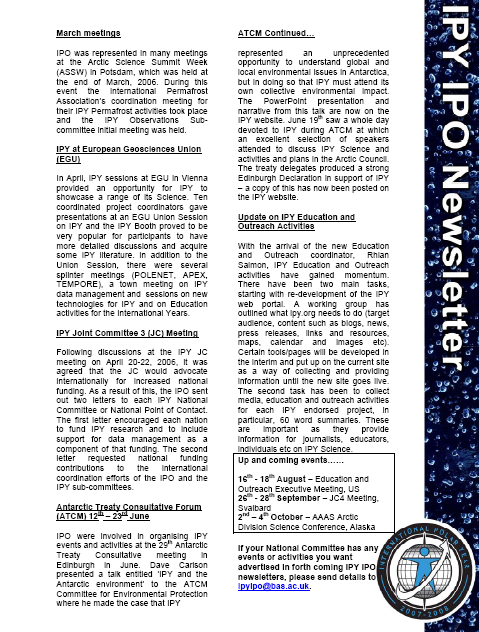 March meetings
IPO was represented in many meetings
at the Arctic Science Summit Week
(ASSW) in Potsdam, which was held at
the end of March, 2006. During this
event the International Permafrost
Association's coordination meeting for
their IPY Permafrost activities took place
and the IPY Observations Sub-
committee initial meeting was held.
IPY at European Geosciences Union
(EGU)
In April, IPY sessions at EGU in Vienna
provided an opportunity for IPY to
showcase a range of its Science. Ten
coordinated project coordinators gave
presentations at an EGU Union Session
on IPY and the IPY Booth proved to be
very popular for participants to have
more detailed discussions and acquire
some IPY literature. In addition to the
Union Session, there were several
splinter meetings (POLENET, APEX,
TEMPORE), a town meeting on IPY
data management and sessions on new
technologies for IPY and on Education
activities for the International Years.
IPY Joint Committee 3 (JC) Meeting
Following discussions at the IPY JC
meeting on April 20-22, 2006, it was
agreed that the JC would advocate
internationally for increased national
funding. As a result of this, the IPO sent
out two letters to each IPY National
Committee or National Point of Contact.
The first letter encouraged each nation
to fund IPY research and to include
support for data management as a
component of that funding. The second
letter requested national funding
contributions to the international
coordination efforts of the IPO and the
IPY sub-committees.
Antarctic Treaty Consultative Forum
(ATCM) 12th – 23rd June
IPO were involved in organising IPY
events and activities at the 29th Antarctic
Treaty Consultative meeting in
Edinburgh in June. Dave Carlson
presented a talk entitled 'IPY and the
Antarctic environment' to the ATCM
Committee for Environmental Protection
where he made the case that IPY
ATCM Continued…
represented an unprecedented
opportunity to understand global and
local environmental issues in Antarctica,
but in doing so that IPY must attend its
own collective environmental impact.
The PowerPoint presentation and
narrative from this talk are now on the
IPY website. June 19th saw a whole day
devoted to IPY during ATCM at which
an excellent selection of speakers
attended to discuss IPY Science and
activities and plans in the Arctic Council.
The treaty delegates produced a strong
Edinburgh Declaration in support of IPY
– a copy of this has now been posted on
the IPY website.
Update on IPY Education and
Outreach Activities
With the arrival of the new Education
and Outreach coordinator, Rhian
Salmon, IPY Education and Outreach
activities have gained momentum.
There have been two main tasks,
starting with re-development of the IPY
web portal. A working group has
outlined what ipy.org needs to do (target
audience, content such as blogs, news,
press releases, links and resources,
maps, calendar and images etc).
Certain tools/pages will be developed in
the interim and put up on the current site
as a way of collecting and providing
information until the new site goes live.
The second task has been to collect
media, education and outreach activities
for each IPY endorsed project, in
particular, 60 word summaries. These
are important as they provide
information for journalists, educators,
individuals etc on IPY Science.
Up and coming events……
16th - 18th August – Education and
Outreach Executive Meeting, US
26th - 28th September – JC4 Meeting,
Svalbard
2nd – 4th October – AAAS Arctic
Division Science Conference, Alaska
If your National Committee has any
events or activities you want
advertised in forth coming IPY IPO
newsletters, please send details to
ipyipo@bas.ac.uk.
IPY IPO Newsletter
INTERNATIONAL POLAR YEAR
2007-2008